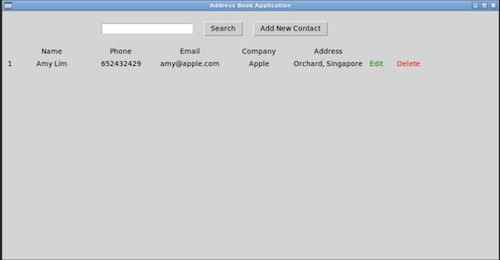 Address Book Application
Search Add New Contact
Name Phone Email Company Address
1 Amy Lim 652432429 amy@apple.com Apple Orchard, Singapore Edit Delete